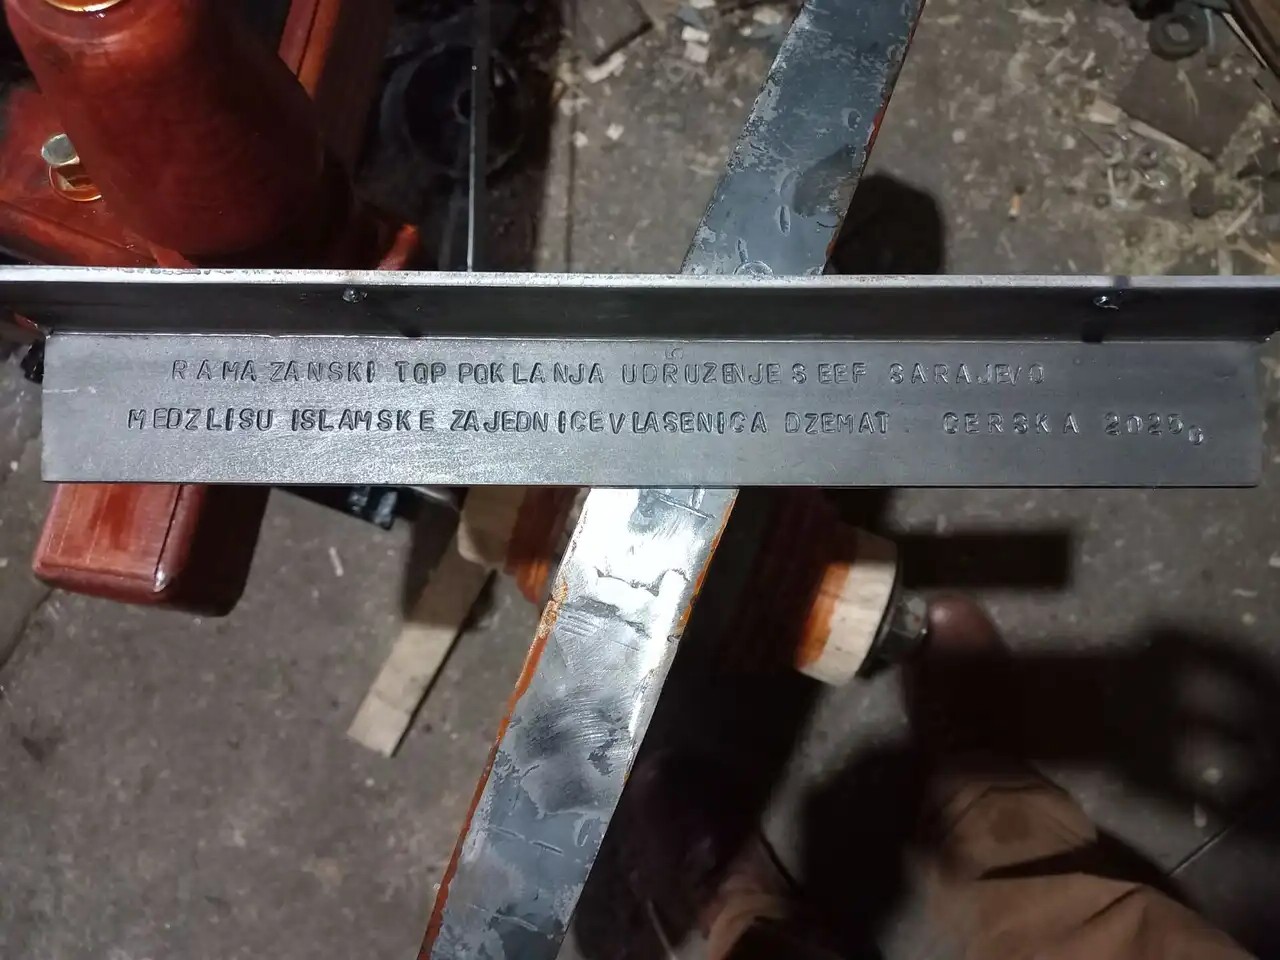 RAMAZANSKI TOP POKLANJA UDRUZENJE SEEF SARAJEVO
MEDZLISU ISLAMSKE ZAJEDNICE VLASENICA DZEMAT CERSKA 2025G